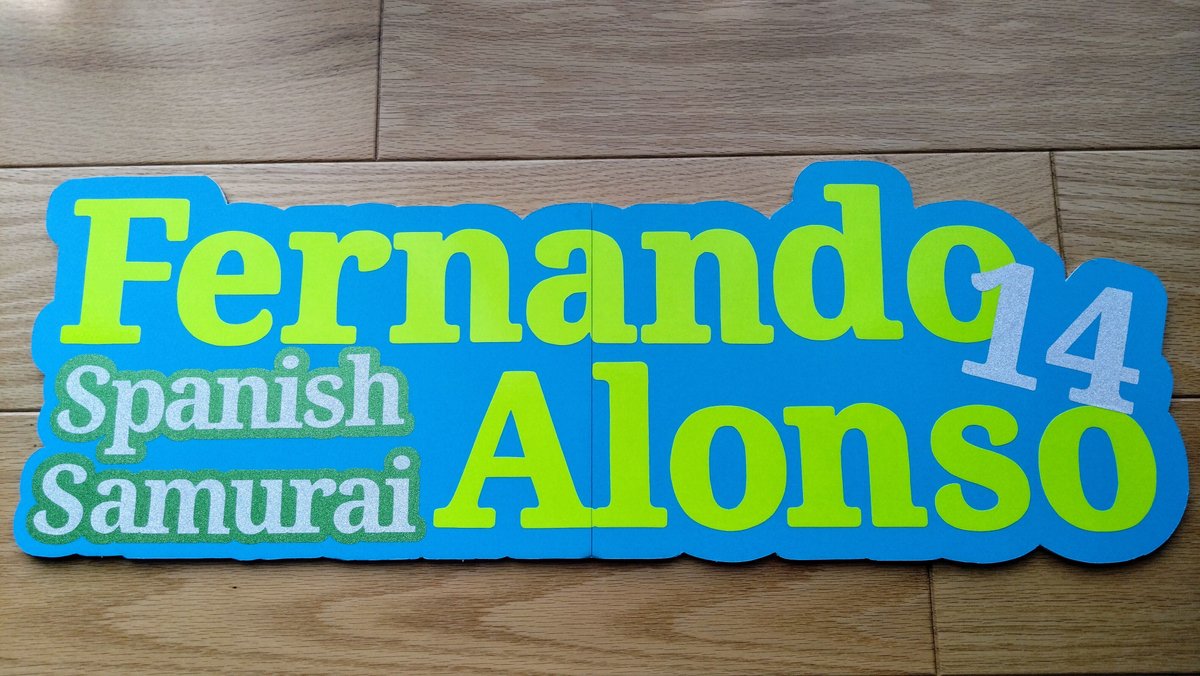 Fernando
14
Spanish
Samurai
Alonso